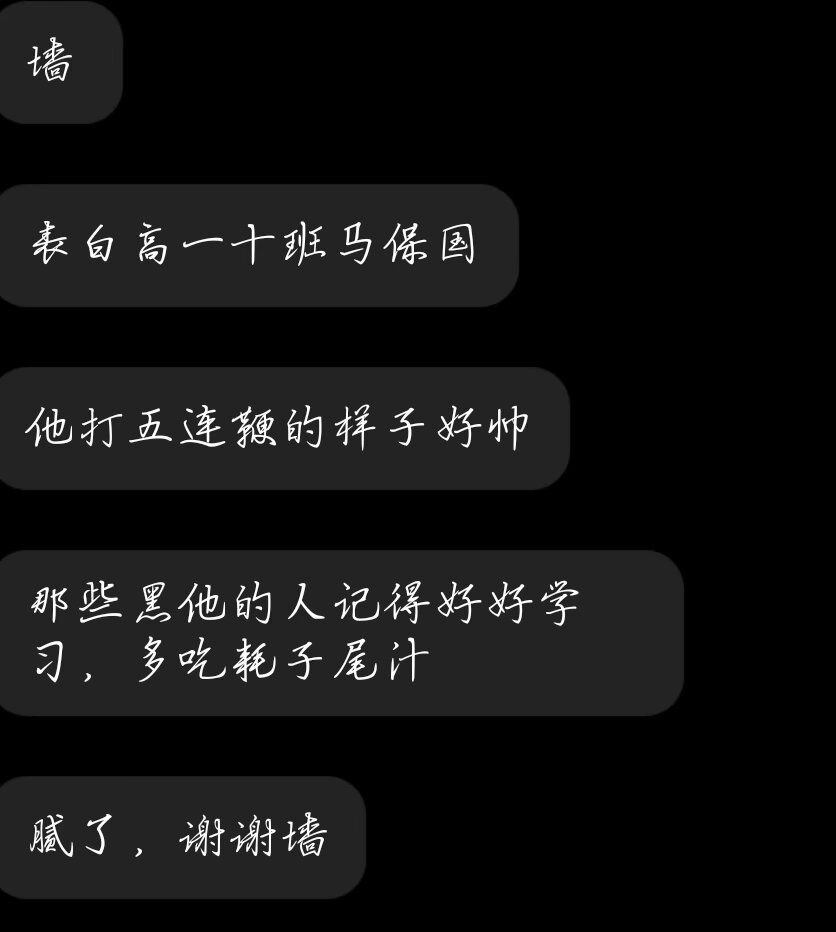 墙
表白高一十班马保国
他打五连鞭的样子好帅
那些黑他的人记得好好学
习，多吃耗子尾汁
腻了，谢谢墙